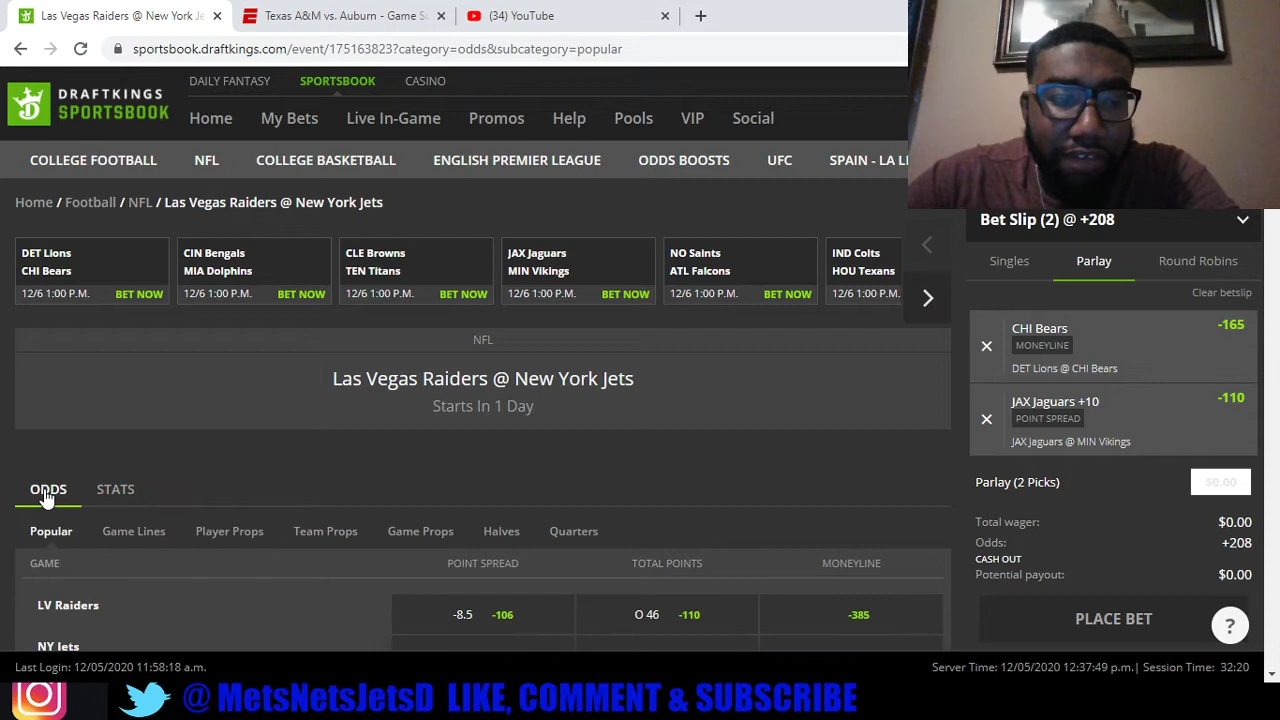 Las Vegas Raiders @ New York Je
Texas A&M vs. Auburn - Game S
(34) YouTube
sportsbook.draftkings.com/event/175163823?category=odds&subcategory=popular
DRAFTKINGS
SPORTSBOOK
DAILY FANTASY SPORTSBOOK CASINO
Home My Bets Live In-Game Promos Help Pools VIP Social
COLLEGE FOOTBALL NFL COLLEGE BASKETBALL ENGLISH PREMIER LEAGUE ODDS BOOSTS UFC SPAIN - LA LI
Home / Football / NFL / Las Vegas Raiders @ New York Jets
DET Lions
CHI Bears
12/6 1:00 P.M. BET NOW
CIN Bengals
MIA Dolphins
12/6 1:00 P.M. BET NOW
CLE Browns
TEN Titans
12/6 1:00 P.M. BET NOW
JAX Jaguars
MIN Vikings
12/6 1:00 P.M. BET NOW
NO Saints
ATL Falcons
12/6 1:00 P.M. BET NOW
IND Colts
HOU Texans
12/6 1:00 P.M.
NFL
Las Vegas Raiders @ New York Jets
Starts In 1 Day
ODDS STATS
Popular Game Lines Player Props Team Props Game Props Halves Quarters
GAME POINT SPREAD TOTAL POINTS MONEYLINE
LV Raiders -8.5 -106 O 46 -110 -385
NY Jets
Bet Slip (2) @ +208
Singles Parlay Round Robins
Clear betslip
CHI Bears -165
MONEYLINE
DET Lions @ CHI Bears
JAX Jaguars +10 -110
POINT SPREAD
JAX Jaguars @ MIN Vikings
Parlay (2 Picks) $0.00
Total wager: $0.00
Odds: +208
CASH OUT
Potential payout: $0.00
PLACE BET
?
Last Login: 12/05/2020 11:58:18 a.m.
Server Time: 12/05/2020 12:37:49 p.m.| Session Time: 32:20
@ MetsNetsJetsD LIKE, COMMENT & SUBSCRIBE